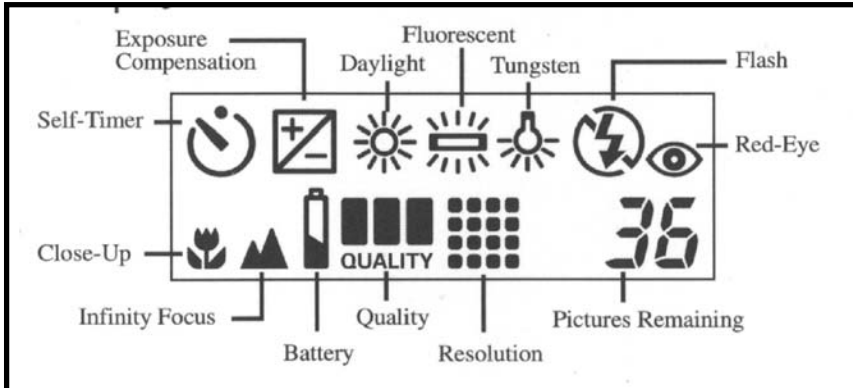 Exposure
Compensation
Fluorescent
Daylight
Tungsten
Flash
Self-Timer
Red-Eye
Close-Up
QUALITY
36
Infinity Focus
Quality
Pictures Remaining
Battery
Resolution